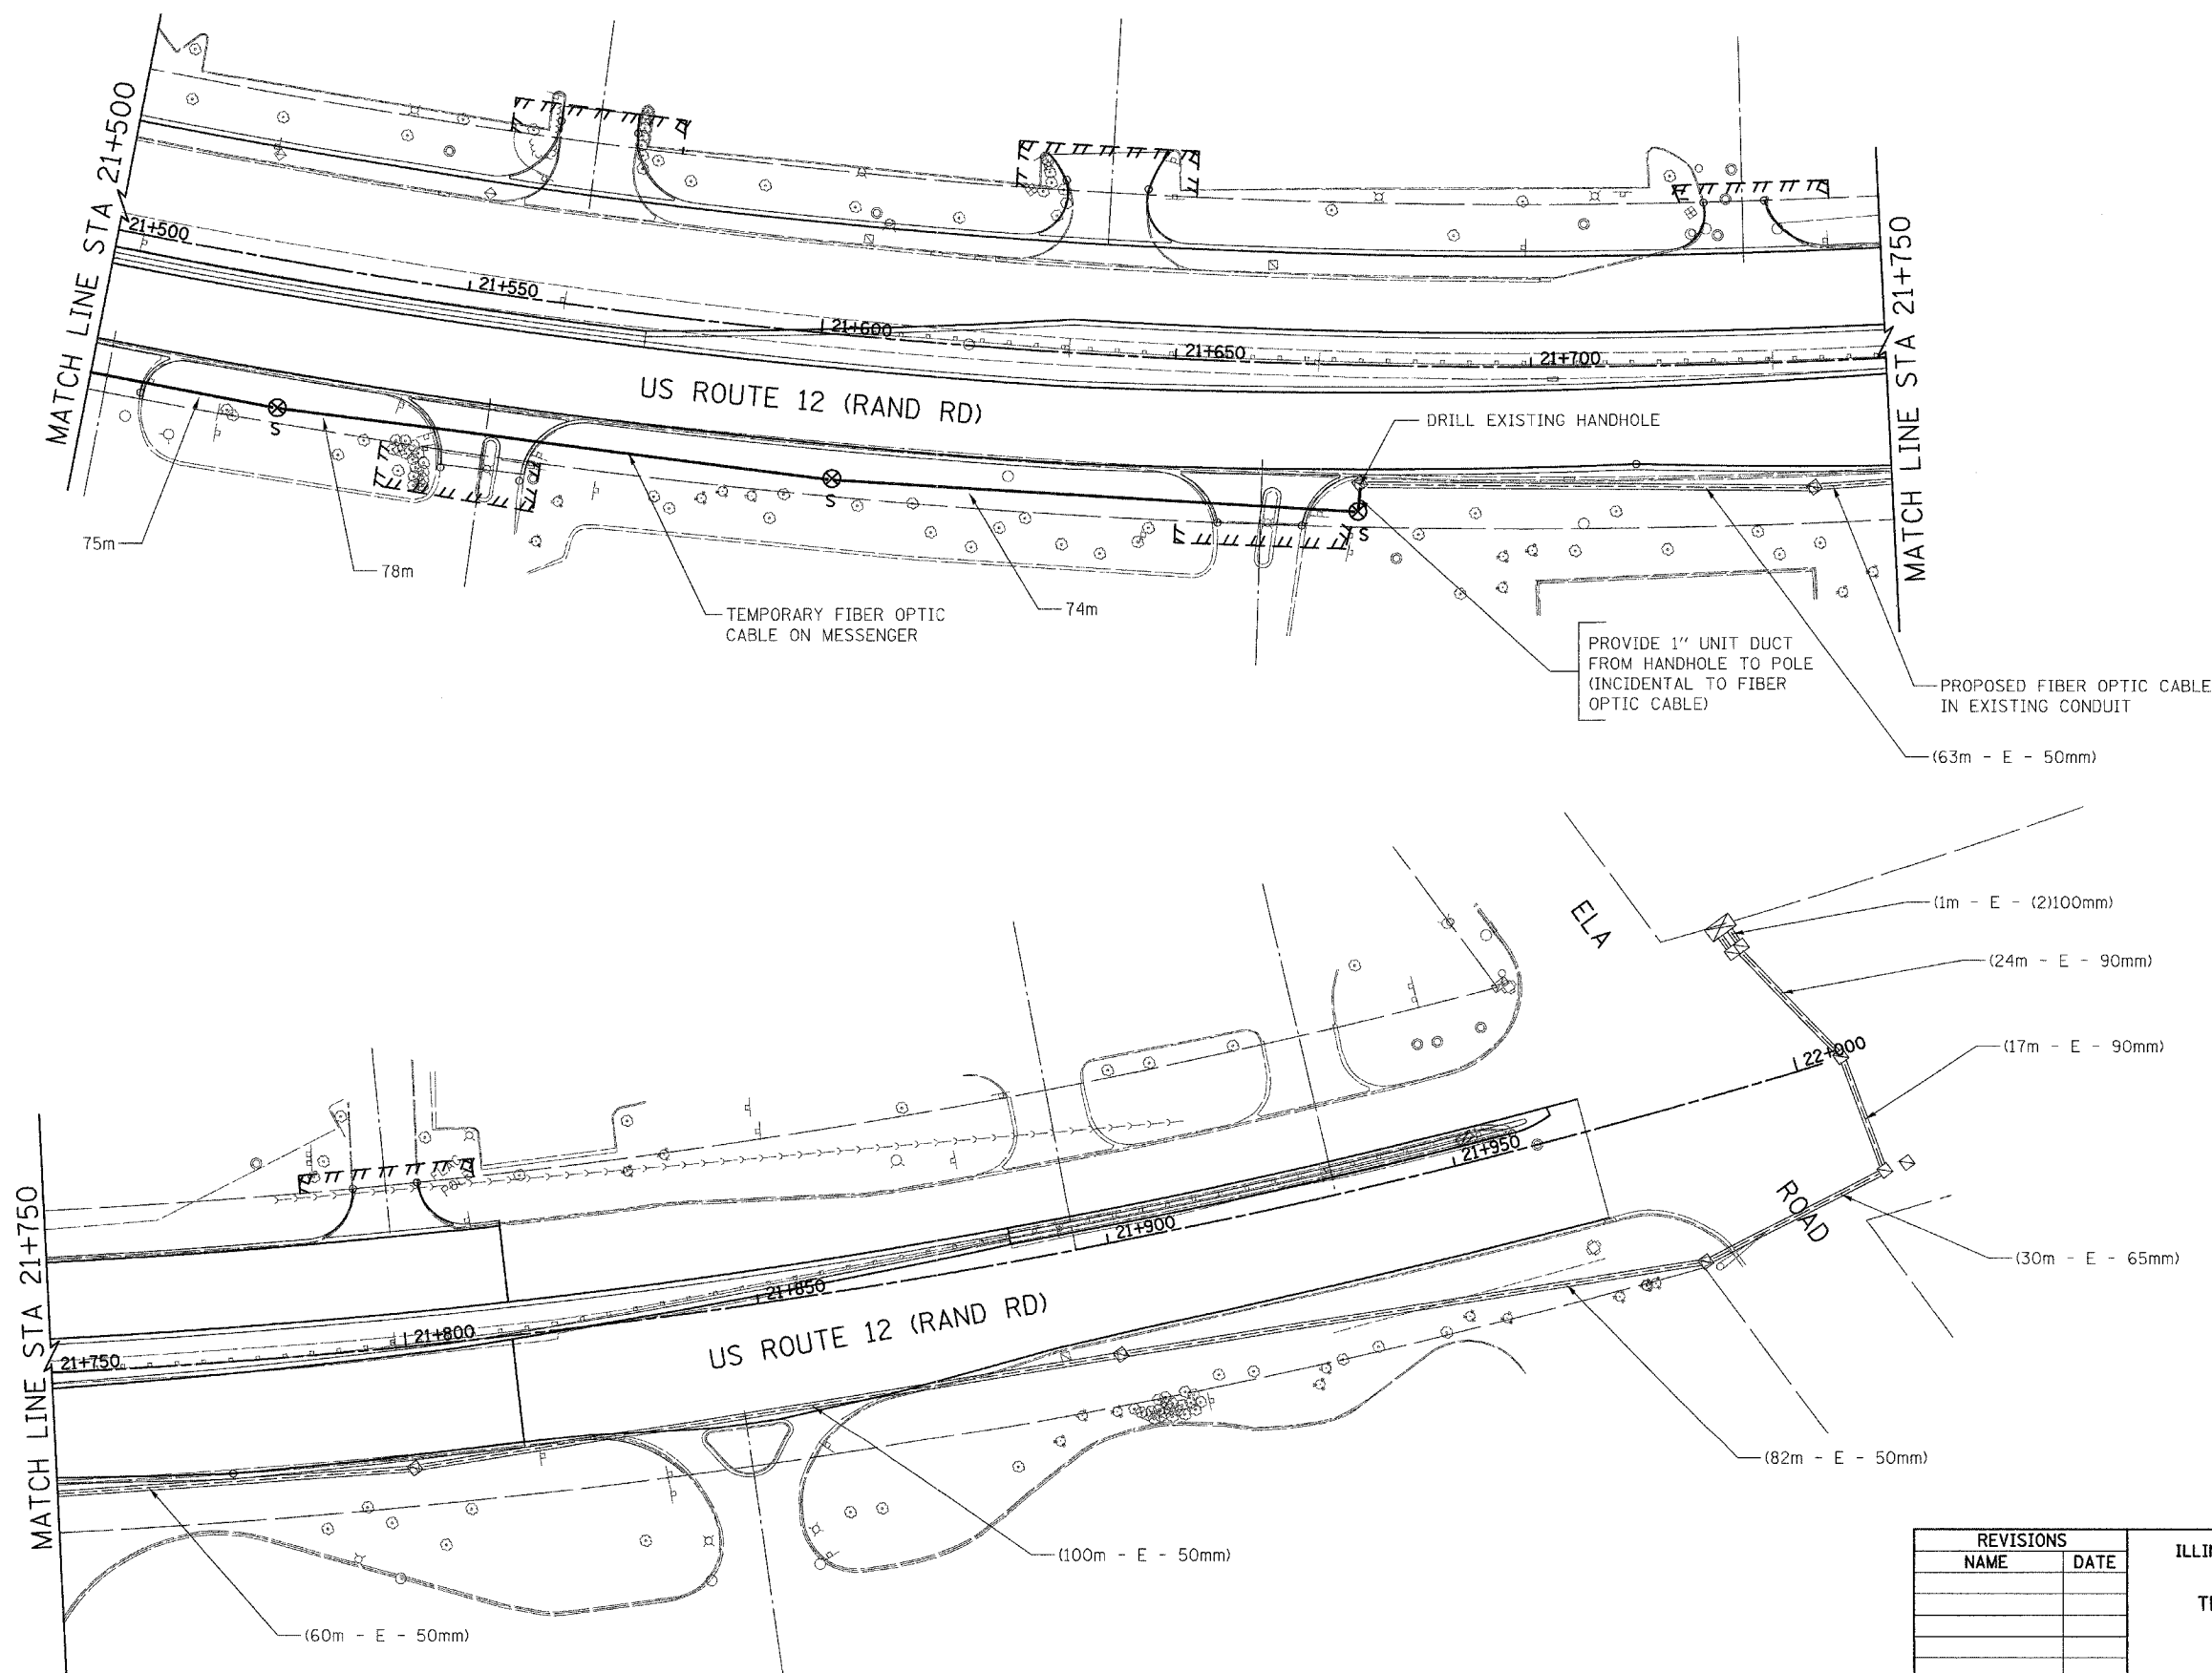 MATCH LINE STA 21+500
21+500
21+550
21+600
21+650
21+700
US ROUTE 12 (RAND RD)
MATCH LINE STA 21+750
DRILL EXISTING HANDHOLE
S
S
S
75m
78m
TEMPORARY FIBER OPTIC
CABLE ON MESSENGER
74m
PROVIDE 1" UNIT DUCT
FROM HANDHOLE TO POLE
(INCIDENTAL TO FIBER
OPTIC CABLE)
PROPOSED FIBER OPTIC CABLE
IN EXISTING CONDUIT
(63m - E - 50mm)
ELA
(1m - E - (2)100mm)
(24m - E - 90mm)
(17m - E - 90mm)
22+000
21+950
21+900
21+850
21+800
21+750
MATCH LINE STA 21+750
US ROUTE 12 (RAND RD)
ROAD
(30m - E - 65mm)
(82m - E - 50mm)
(100m - E - 50mm)
(60m - E - 50mm)
REVISIONS
NAME DATE
ILLIN